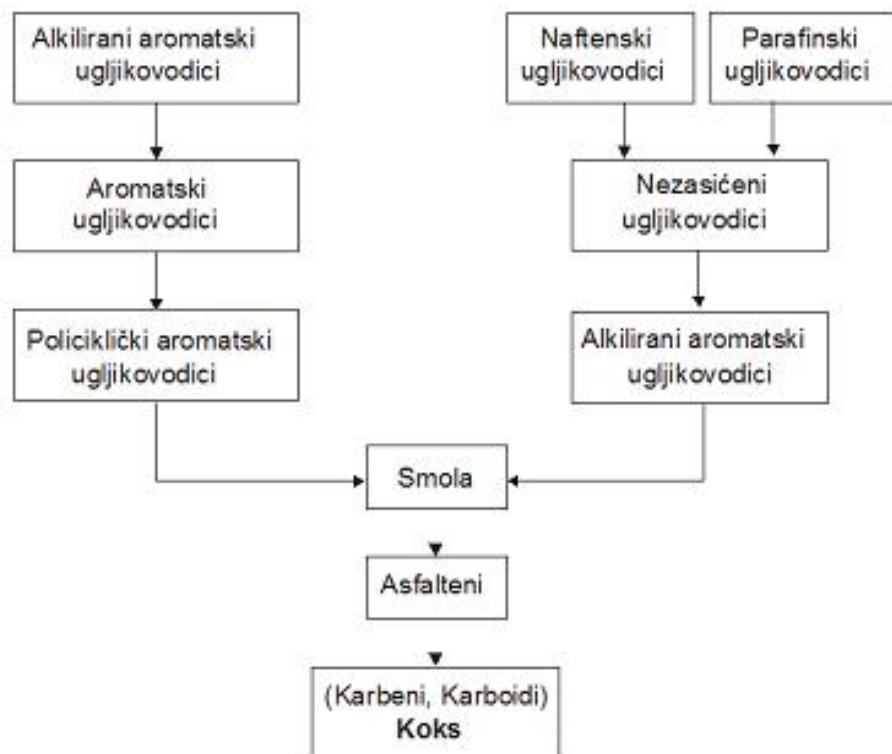 Alkilirani aromatski
ugljikovodici
Naftenski
ugljikovodici
Parafinski
ugljikovodici
Aromatski
ugljikovodici
Nezasićeni
ugljikovodici
Policiklički aromatski
ugljikovodici
Alkilirani aromatski
ugljikovodici
Smola
Asfalteni
(Karbeni, Karboidi)
Koks